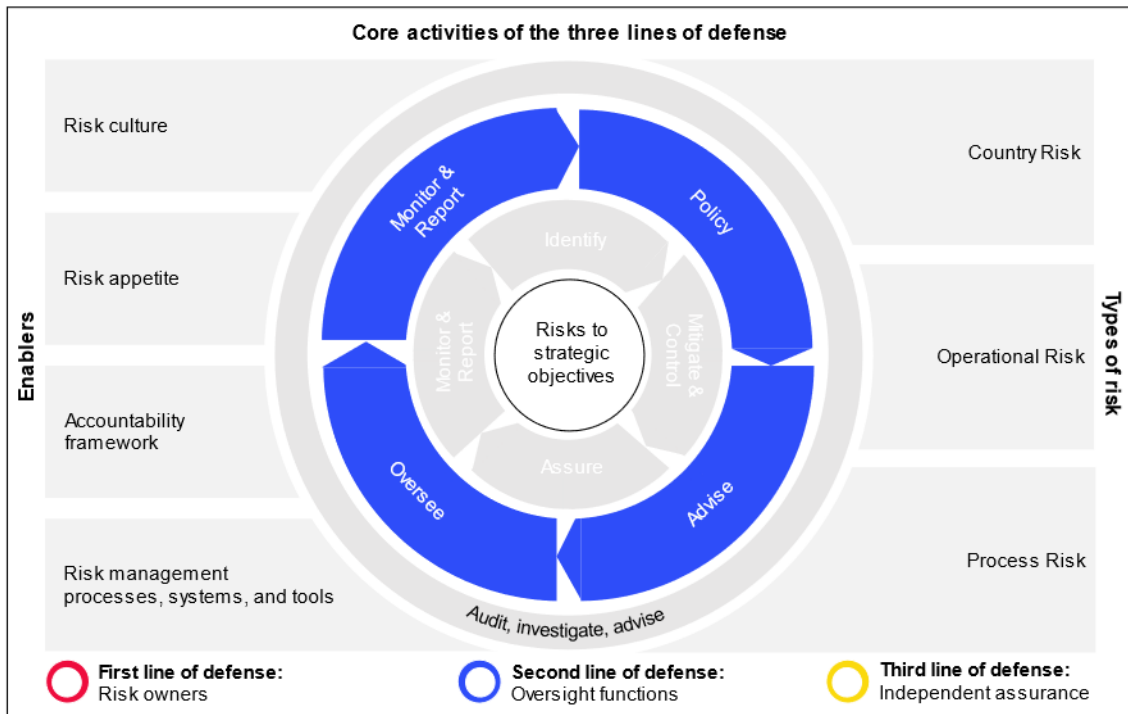 Core activities of the three lines of defense
Enablers
Risk culture
Risk appetite
Accountability
framework
Risk management
processes, systems, and tools
Monitor &
Report
Policy
Advise
Oversee
Identify
Mitigate &
Control
Assure
Monitor &
Report
Risks to
strategic
objectives
Audit, investigate, advise
Country Risk
Operational Risk
Process Risk
Types of risk
First line of defense:
Risk owners
Second line of defense:
Oversight functions
Third line of defense:
Independent assurance